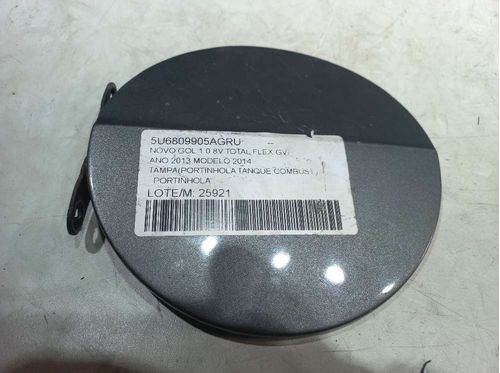 5U6809905AGRU
NOVO GOL 1.0 8V TOTAL FLEX GV/
ANO 2013 MODELO 2014
TAMPA(PORTINHOLA TANQUE COMBUST.)
PORTINHOLA
LOTE/M: 25921